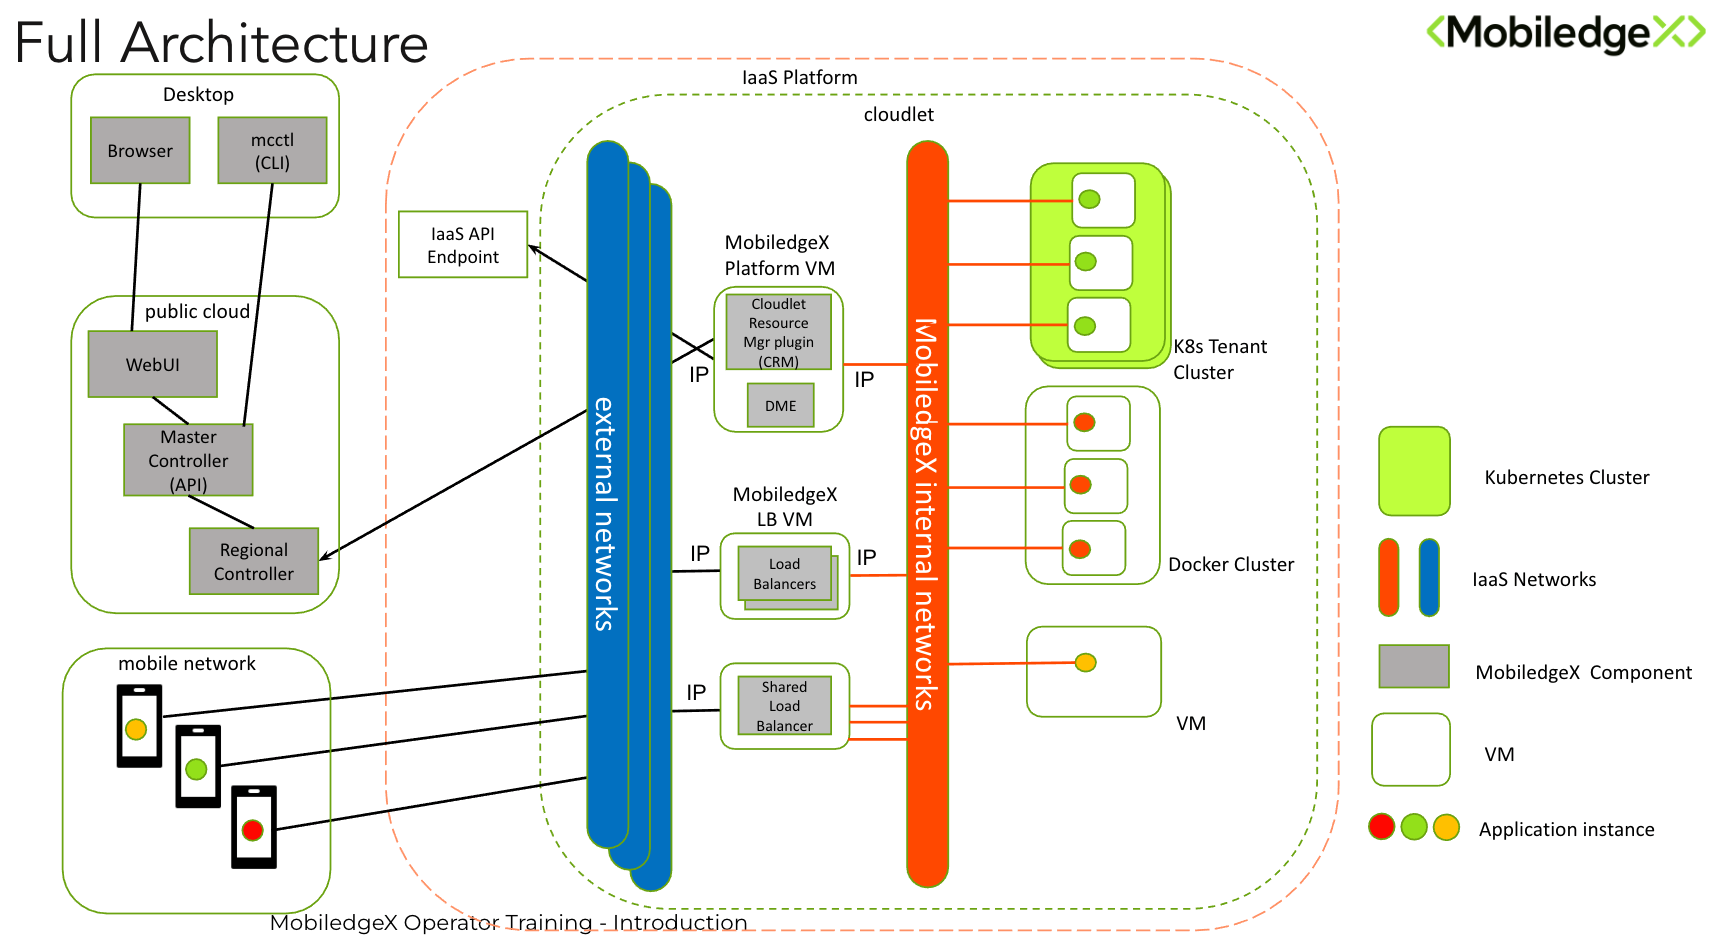 Full Architecture
MobiledgeX
Desktop
Browser
mcctl
(CLI)
public cloud
WebUI
Master
Controller
(API)
Regional
Controller
mobile network
IaaS Platform
cloudlet
IaaS API
Endpoint
external networks
MobiledgeX
Platform VM
Cloudlet
Resource
Mgr plugin
(CRM)
DME
IP
IP
MobiledgeX
LB VM
IP
Load
Balancers
IP
IP
Shared
Load
Balancer
MobiledgeX internal networks
K8s Tenant
Cluster
Docker Cluster
VM
Kubernetes Cluster
IaaS Networks
MobiledgeX Component
VM
Application instance
MobiledgeX Operator Training - Introduction